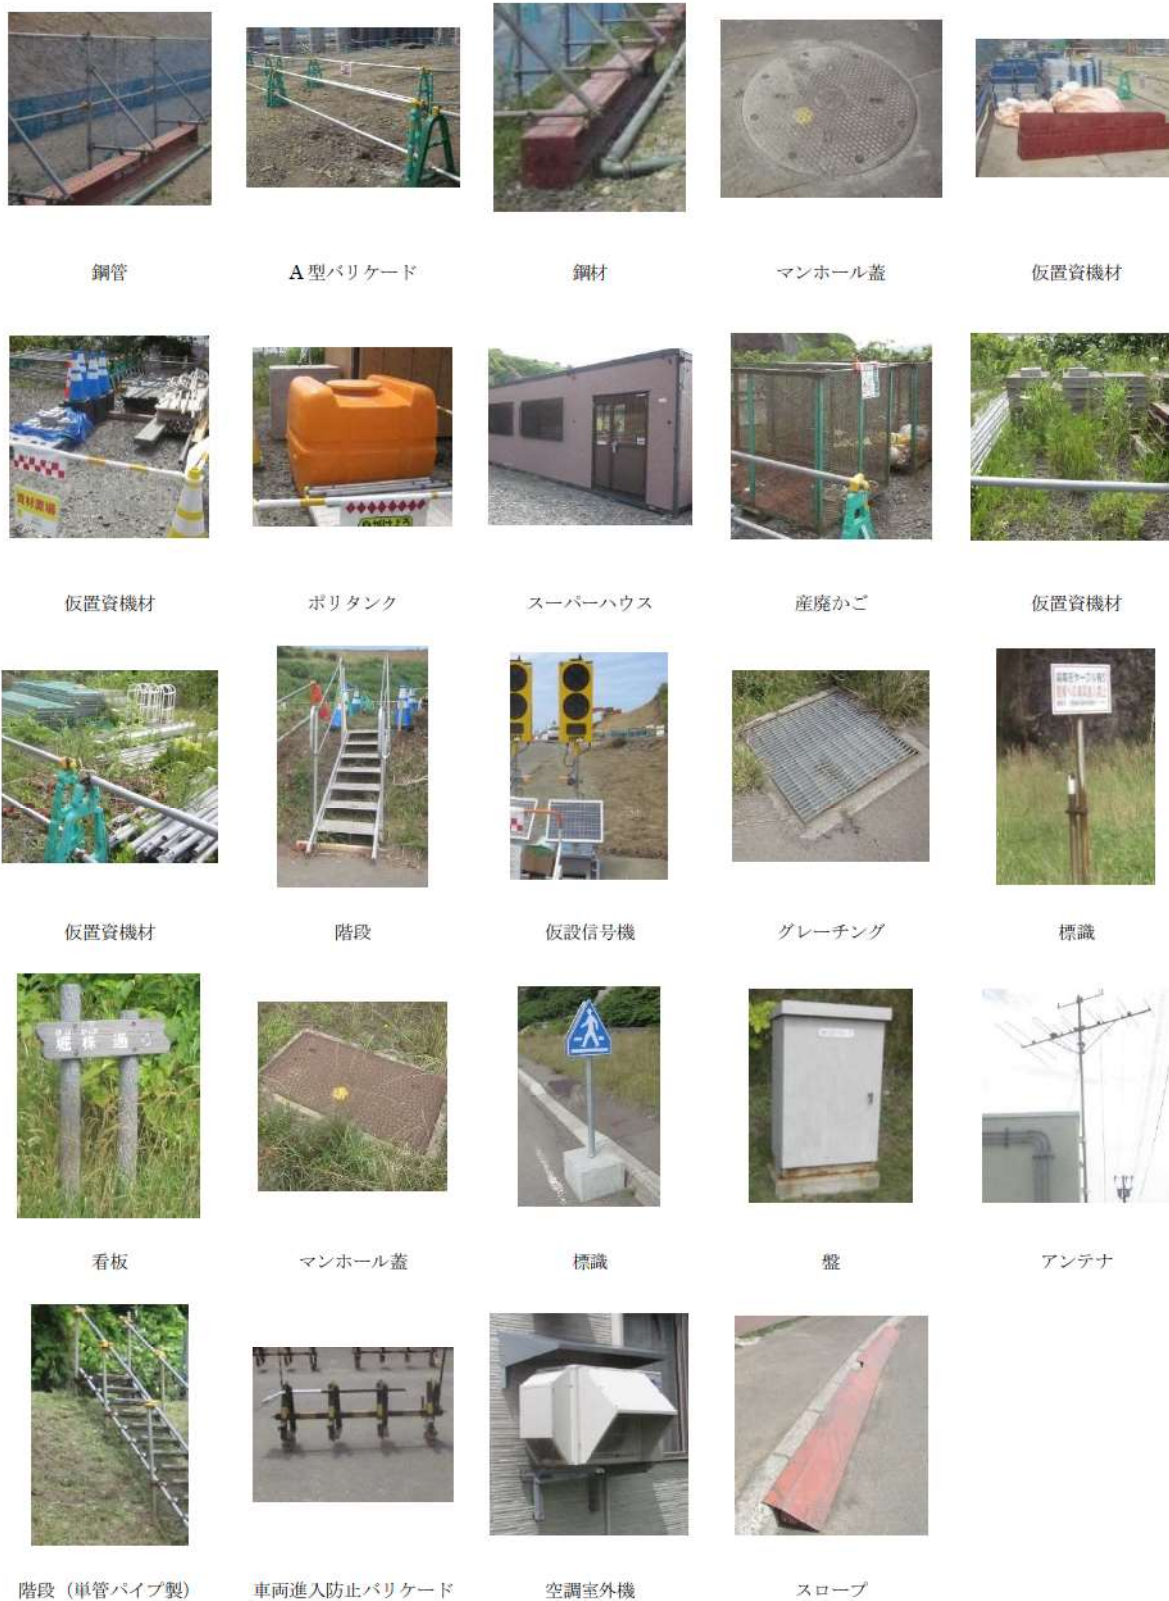 鋼管
A型バリケード
鋼材
マンホール蓋
仮置資機材
資材置場
仮置資機材
ポリタンク
スーパーハウス
産廃かご
仮置資機材
仮置資機材
階段
仮設信号機
グレーチング
標識
看板
マンホール蓋
標識
盤
アンテナ
階段（単管パイプ製）
車両進入防止バリケード
空調室外機
スロープ